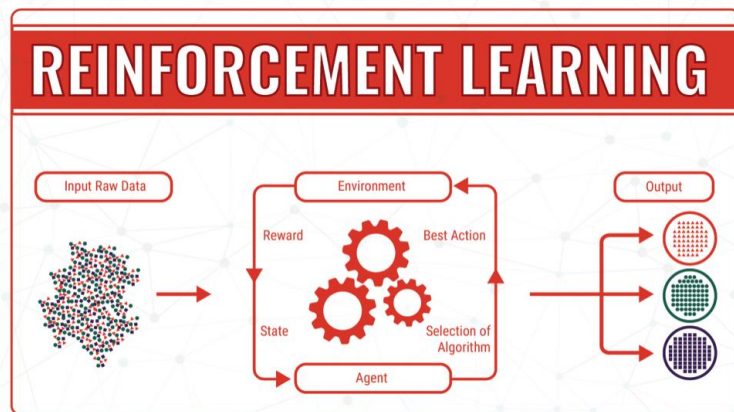 REINFORCEMENT LEARNING
Input Raw Data
Environment
Output
Reward
Best Action
State
Selection of
Algorithm
Agent